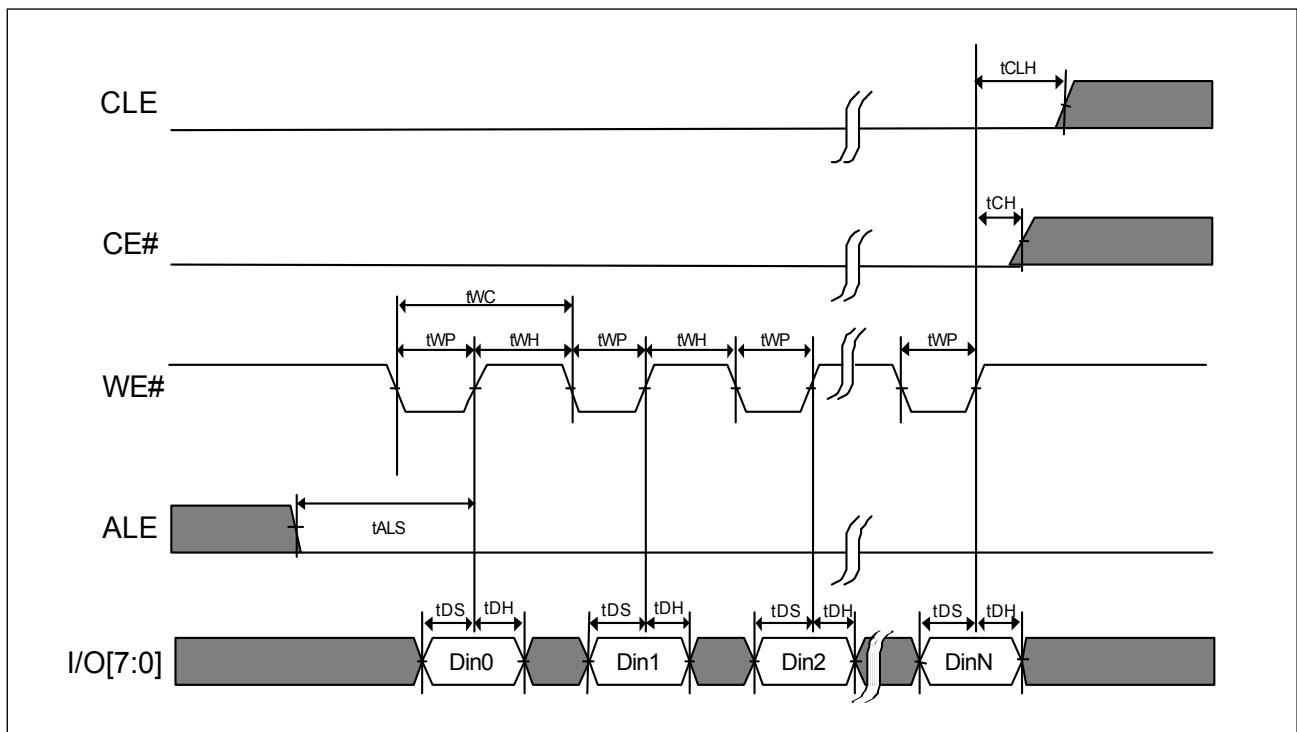 tCLH
CLE
tCH
CE#
tWC
tWP tWH tWP tWH tWP tWP
WE#
ALE
tALS
tDS tDH tDS tDH tDS tDH tDS tDH
I/O[7:0] Din0 Din1 Din2 DinN